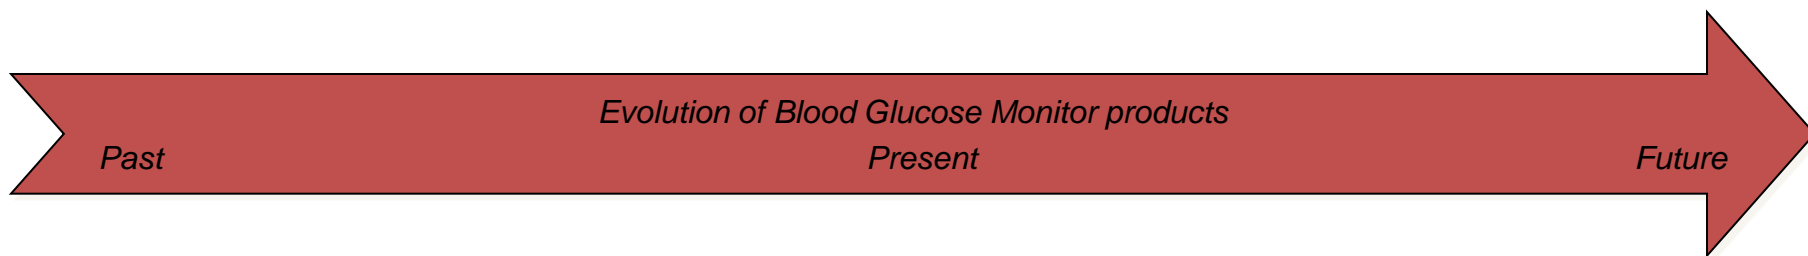 Evolution of Blood Glucose Monitor products
Past Present Future